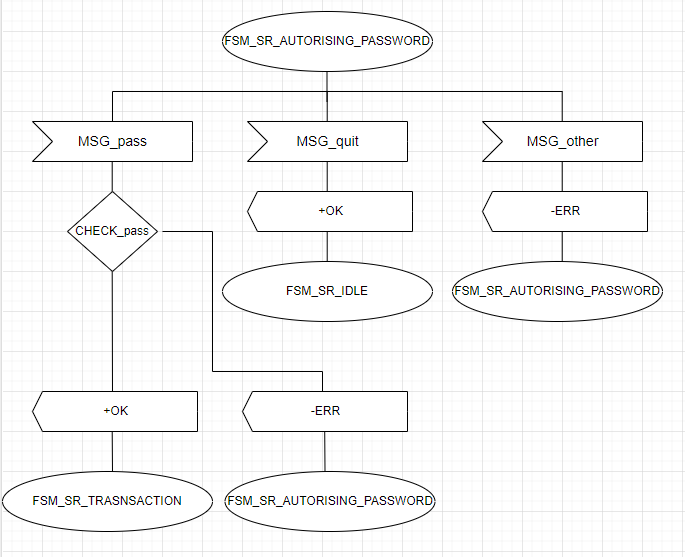 FSM_SR_AUTORISING_PASSWORD
MSG_pass
MSG_quit
MSG_other
+OK
-ERR
CHECK_pass
FSM_SR_IDLE
FSM_SR_AUTORISING_PASSWORD
+OK
-ERR
FSM_SR_TRASNSACTION
FSM_SR_AUTORISING_PASSWORD